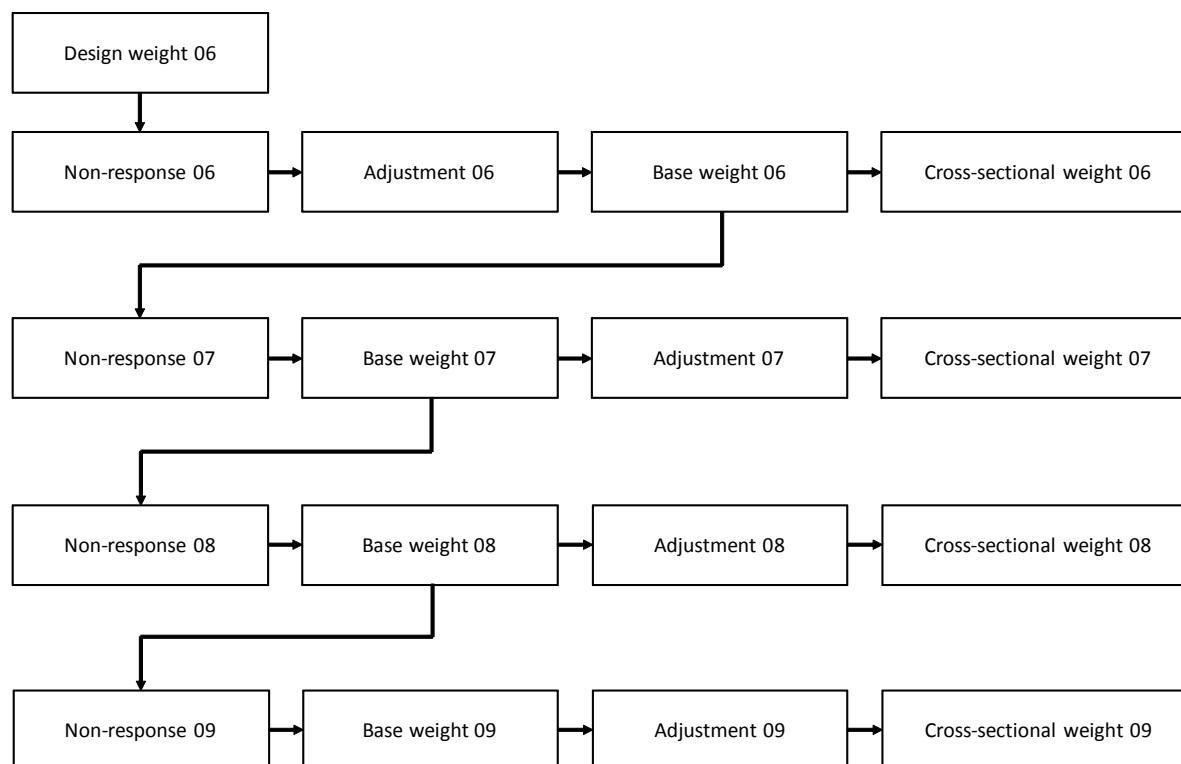 Design weight 06
Non-response 06
Adjustment 06
Base weight 06
Cross-sectional weight 06
Non-response 07
Base weight 07
Adjustment 07
Cross-sectional weight 07
Non-response 08
Base weight 08
Adjustment 08
Cross-sectional weight 08
Non-response 09
Base weight 09
Adjustment 09
Cross-sectional weight 09